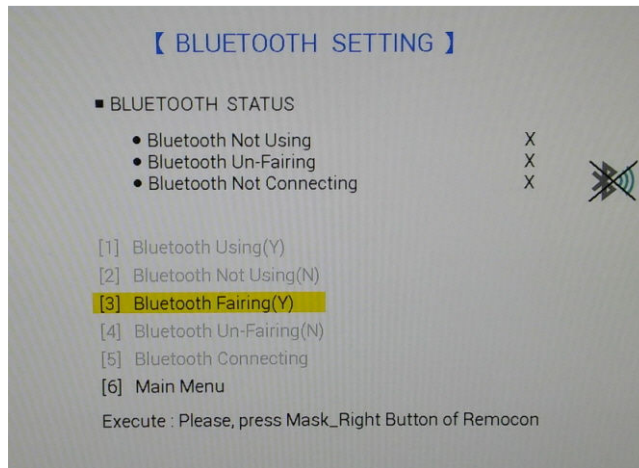 【 BLUETOOTH SETTING 】
■ BLUETOOTH STATUS
● Bluetooth Not Using X
● Bluetooth Un-Fairing X
● Bluetooth Not Connecting X
[1] Bluetooth Using(Y)
[2] Bluetooth Not Using(N)
[3] Bluetooth Fairing(Y)
[4] Bluetooth Un-Fairing(N)
[5] Bluetooth Connecting
[6] Main Menu
Execute : Please, press Mask_Right Button of Remocon